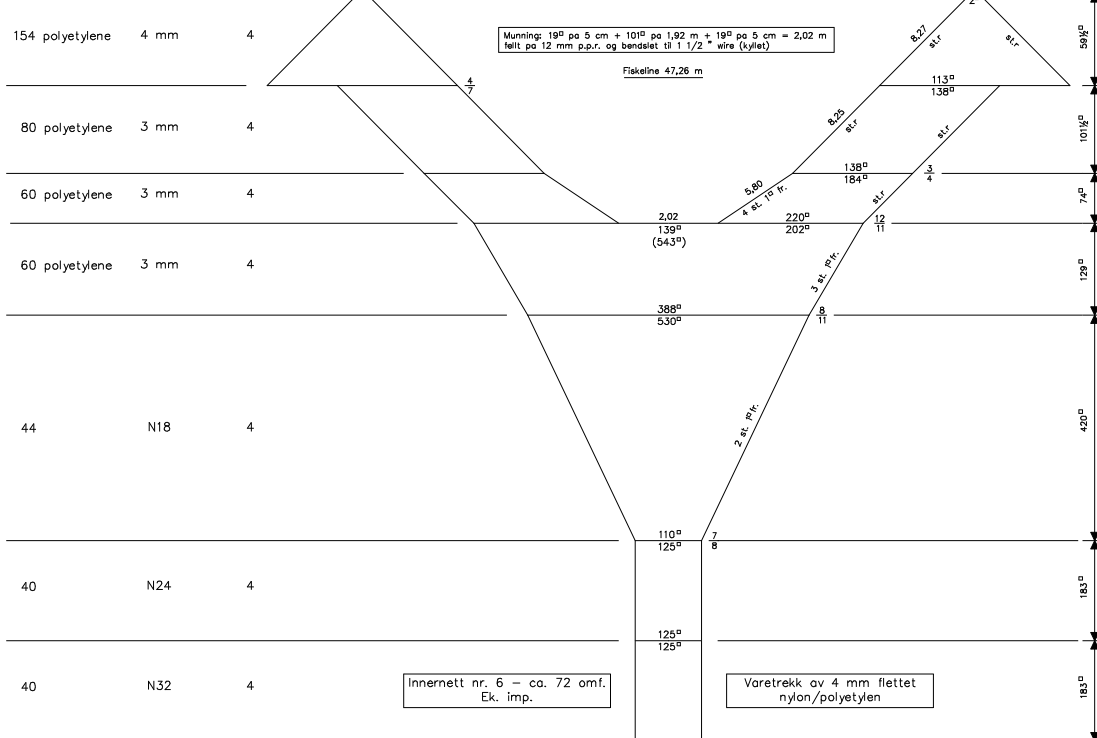 2
Munning: 19▫ pa 5 cm + 101▫ pa 1,92 m + 19▫ pa 5 cm = 2,02 m
fellt pa 12 mm p.p.r. og bendslet til 1 1/2 " wire (kyllet)
Fiskeline 47,26 m
154 polyetylene 4 mm 4
8,27
st.r
st.r
59½▫
4
7
113▫
138▫
80 polyetylene 3 mm 4
8,25
st.r
st.r
101½▫
138▫
184▫
3
4
60 polyetylene 3 mm 4
5,80
4 st. 1▫ fr.
st.r
74▫
2,02
139▫
(543▫)
220▫
202▫
12
11
60 polyetylene 3 mm 4
3 st. 1▫ fr.
129▫
388▫
530▫
8
11
44 N18 4
2 st. 1▫ fr.
420▫
110▫
125▫
7
8
40 N24 4
183▫
125▫
125▫
40 N32 4
183▫
Innernett nr. 6 – ca. 72 omf.
Ek. imp.
Varetrekk av 4 mm flettet
nylon/polyetylen